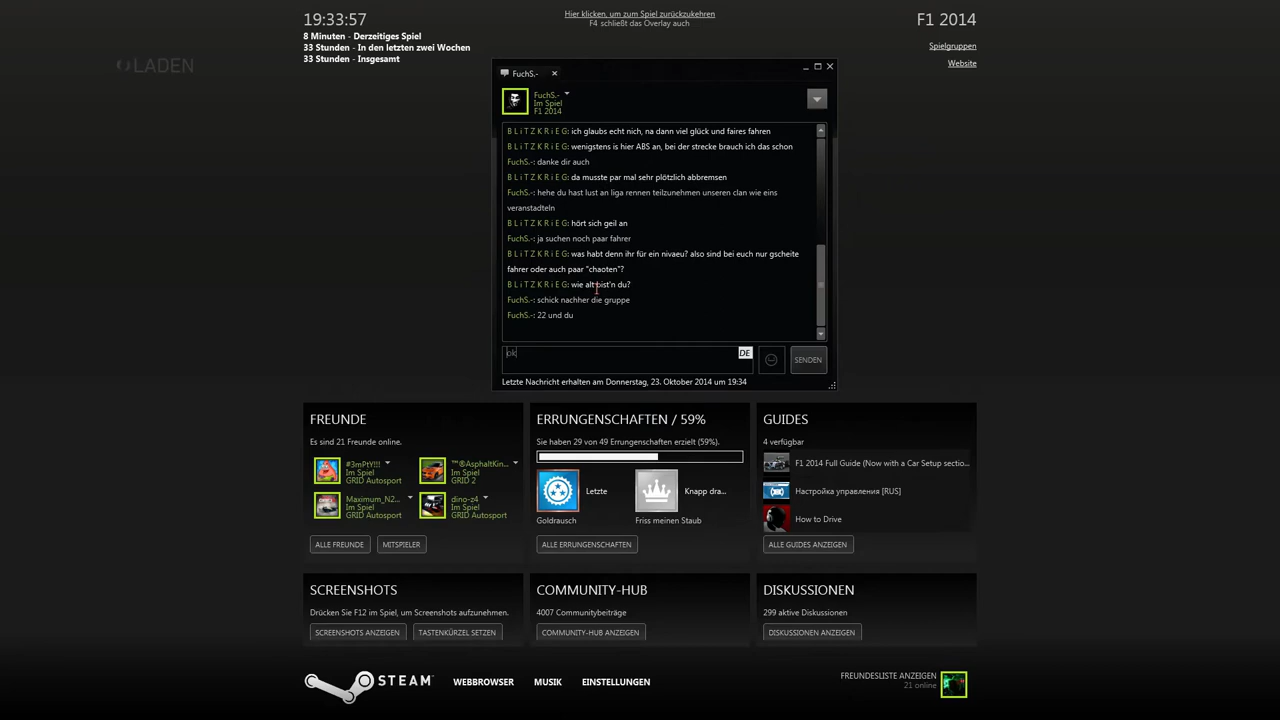 19:33:57
8 Minuten - Derzeitiges Spiel
33 Stunden - In den letzten zwei Wochen
33 Stunden - Insgesamt
Hier klicken, um zum Spiel zurückzukehren
F4 schließt das Overlay auch
F1 2014
Spielgruppen
Website
LADEN
FuchS.-
FuchS.-
Im Spiel
F1 2014
B L i T Z K R i E G: ich glaubs echt nich, na dann viel glück und faires fahren
B L i T Z K R i E G: wenigstens is hier ABS an, bei der strecke brauch ich das schon
FuchS.-: danke dir auch
B L i T Z K R i E G: da musste par mal sehr plötzlich abbremsen
FuchS.-: hehe du hast lust an liga rennen teilzunehmen unseren clan wie eins
veranstadteln
B L i T Z K R i E G: hört sich geil an
FuchS.-: ja suchen noch paar fahrer
B L i T Z K R i E G: was habt denn ihr für ein nivaeu? also sind bei euch nur gscheite
fahrer oder auch paar "chaoten"?
B L i T Z K R i E G: wie alt bist'n du?
FuchS.-: schick nachher die gruppe
FuchS.-: 22 und du
ok
DE
SENDEN
Letzte Nachricht erhalten am Donnerstag, 23. Oktober 2014 um 19:34
FREUNDE
Es sind 21 Freunde online.
#3mPtY!!!
Im Spiel
GRID Autosport
™®AsphaltKin...
Im Spiel
GRID 2
Maximum_N2...
Im Spiel
GRID Autosport
dino-z4
Im Spiel
GRID Autosport
ALLE FREUNDE
MITSPIELER
ERRUNGENSCHAFTEN / 59%
Sie haben 29 von 49 Errungenschaften erzielt (59%).
Letzte
Knapp dra...
Goldrausch
Friss meinen Staub
ALLE ERRUNGENSCHAFTEN
GUIDES
4 verfügbar
F1 2014 Full Guide (Now with a Car Setup sectio...
Настройка управления [RUS]
How to Drive
ALLE GUIDES ANZEIGEN
SCREENSHOTS
Drücken Sie F12 im Spiel, um Screenshots aufzunehmen.
SCREENSHOTS ANZEIGEN
TASTENKÜRZEL SETZEN
COMMUNITY-HUB
4007 Communitybeiträge
COMMUNITY-HUB ANZEIGEN
DISKUSSIONEN
299 aktive Diskussionen
DISKUSSIONEN ANZEIGEN
STEAM™
WEBBROWSER
MUSIK
EINSTELLUNGEN
FREUNDESLISTE ANZEIGEN
21 online